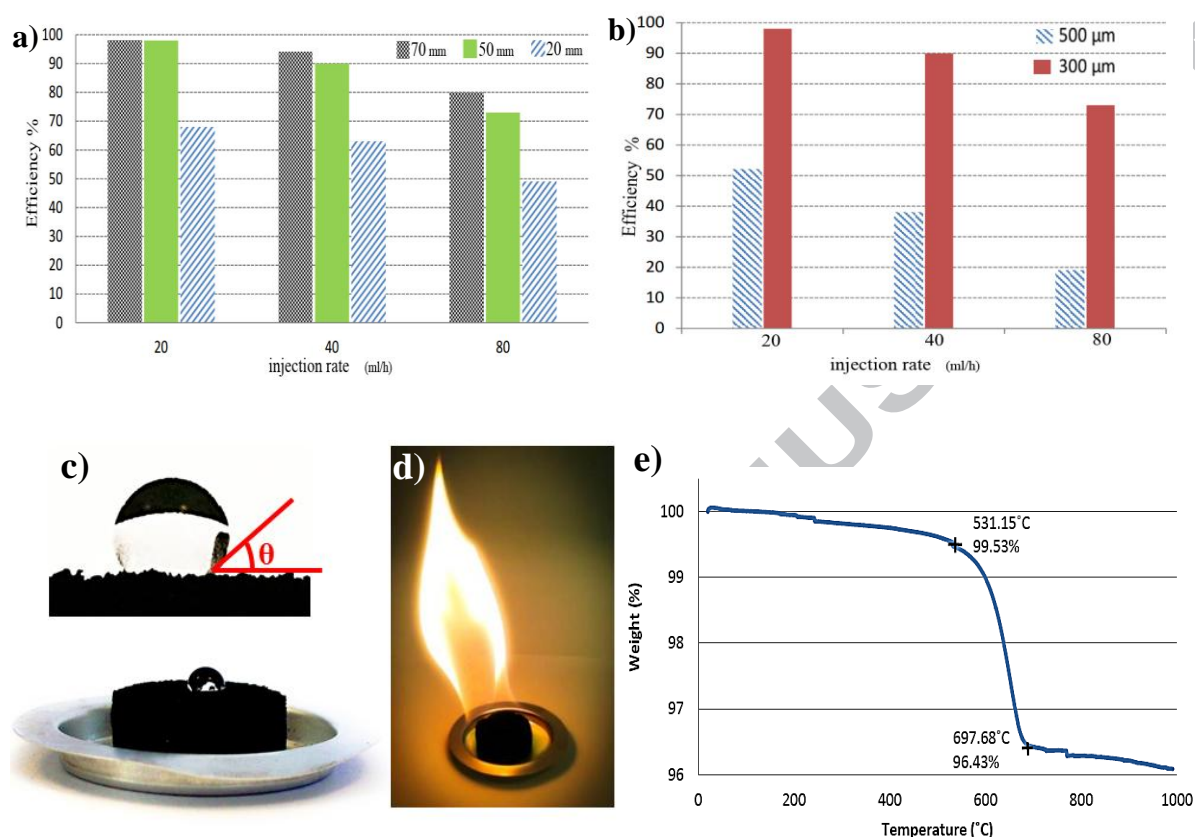 a)
100
90
80
70
60
50
40
30
20
10
0
Efficiency %
70 mm 50 mm 20 mm
20 40 80
injection rate (ml/h)
b)
100
90
80
70
60
50
40
30
20
10
0
Efficiency %
500 µm
300 µm
20 40 80
injection rate (ml/h)
c)
θ
d)
e)
100
99
98
97
96
Weight (%)
531.15˚C
99.53%
697.68˚C
96.43%
0 200 400 600 800 1000
Temperature (˚C)